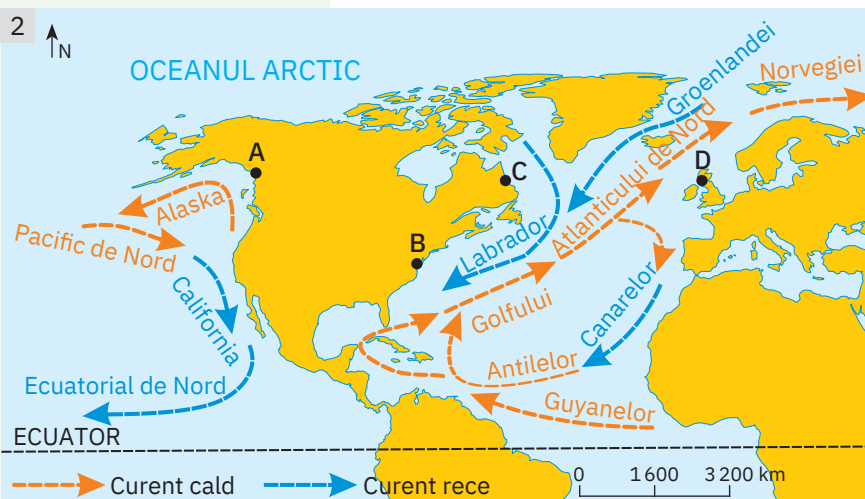 2
N
OCEANUL ARCTIC
Groenlandei
Norvegiei
A
C
D
Alaska
Pacific de Nord
Atlanticului de Nord
Labrador
B
California
Golfului
Canarelor
Antilelor
Ecuatorial de Nord
Guyanelor
ECUATOR
Curent cald
Curent rece
0 1 600 3 200 km